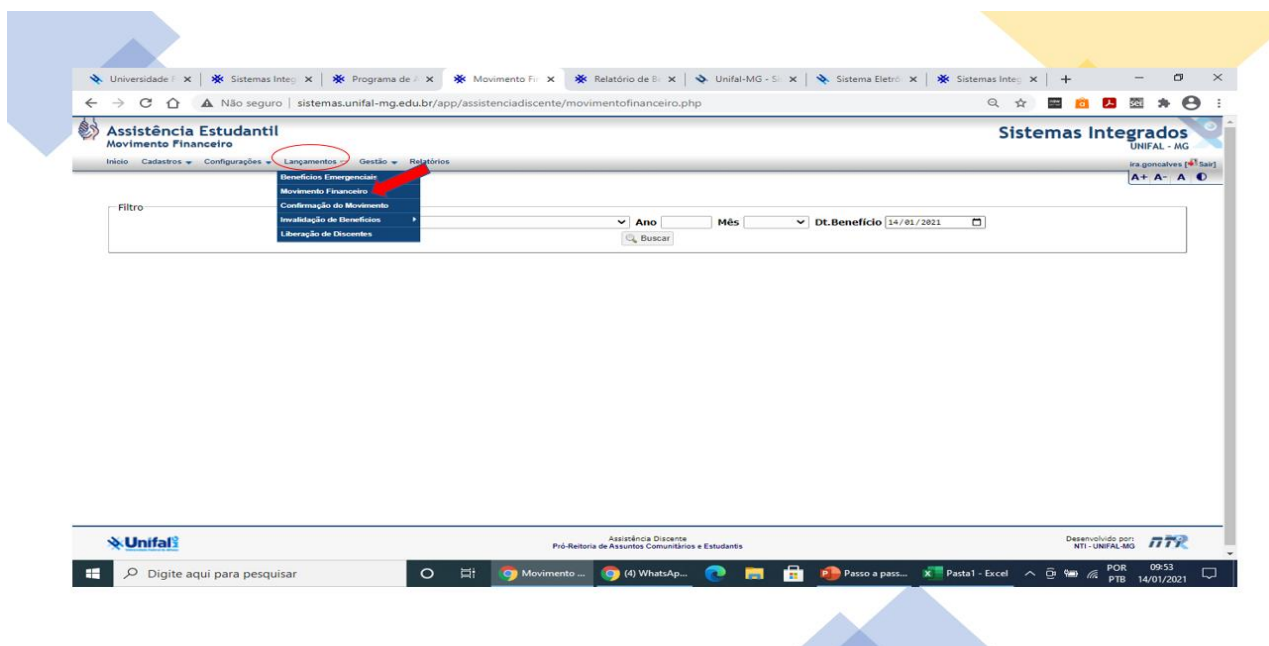 Universidade F
Sistemas Integ
Programa de A
Movimento Fin
Relatório de Be
Unifal-MG - Si
Sistema Eletrô
Sistemas Integ
Não seguro | sistemas.unifal-mg.edu.br/app/assistenciadiscente/movimentofinanceiro.php
Assistência Estudantil
Movimento Financeiro
Sistemas Integrados
UNIFAL - MG
Início Cadastros Configurações Lançamentos Gestão Relatórios
ira.goncalves [Sair]
A+ A- A
Benefícios Emergenciais
Movimento Financeiro
Confirmação do Movimento
Invalidação de Benefícios
Liberação de Discentes
Filtro
Ano Mês Dt.Benefício 14/01/2021
Buscar
Unifal
Assistência Discente
Pró-Reitoria de Assuntos Comunitários e Estudantis
Desenvolvido por:
NTI - UNIFAL-MG
Digite aqui para pesquisar
Movimento ...
(4) WhatsAp...
Passo a pass...
Pasta1 - Excel
POR
PTB
09:53
14/01/2021